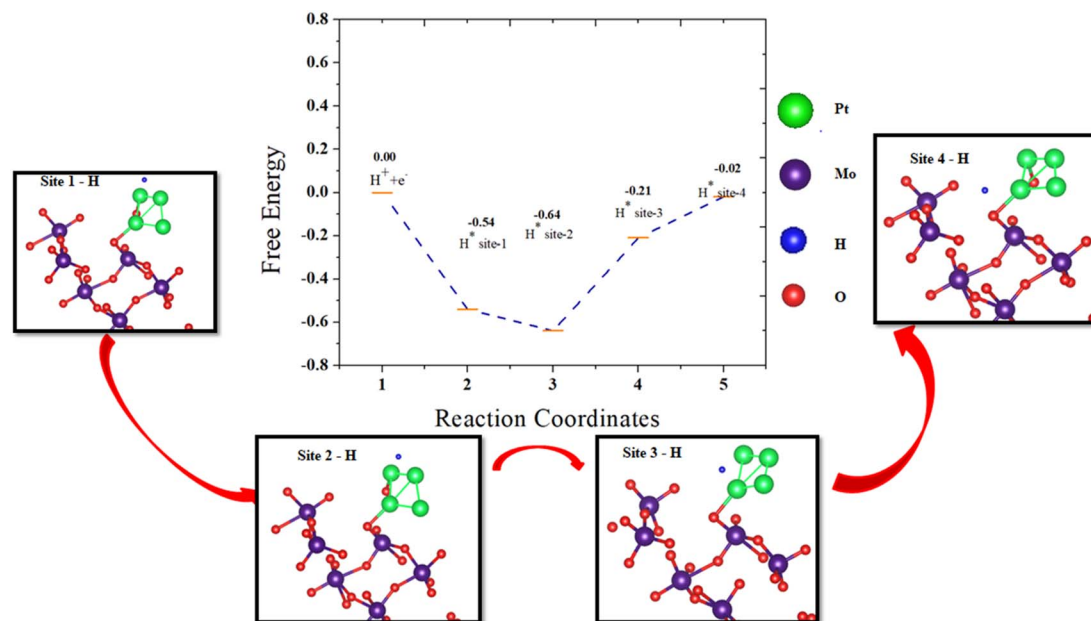 0.8
0.6
0.4
0.2
0.0
-0.2
-0.4
-0.6
-0.8
Free Energy
0.00
H+ +e-
-0.54
H* site-1
-0.64
H* site-2
-0.21
H* site-3
-0.02
H* site-4
1 2 3 4 5
Reaction Coordinates
Pt
Mo
H
O
Site 1 - H
Site 4 - H
Site 2 - H
Site 3 - H